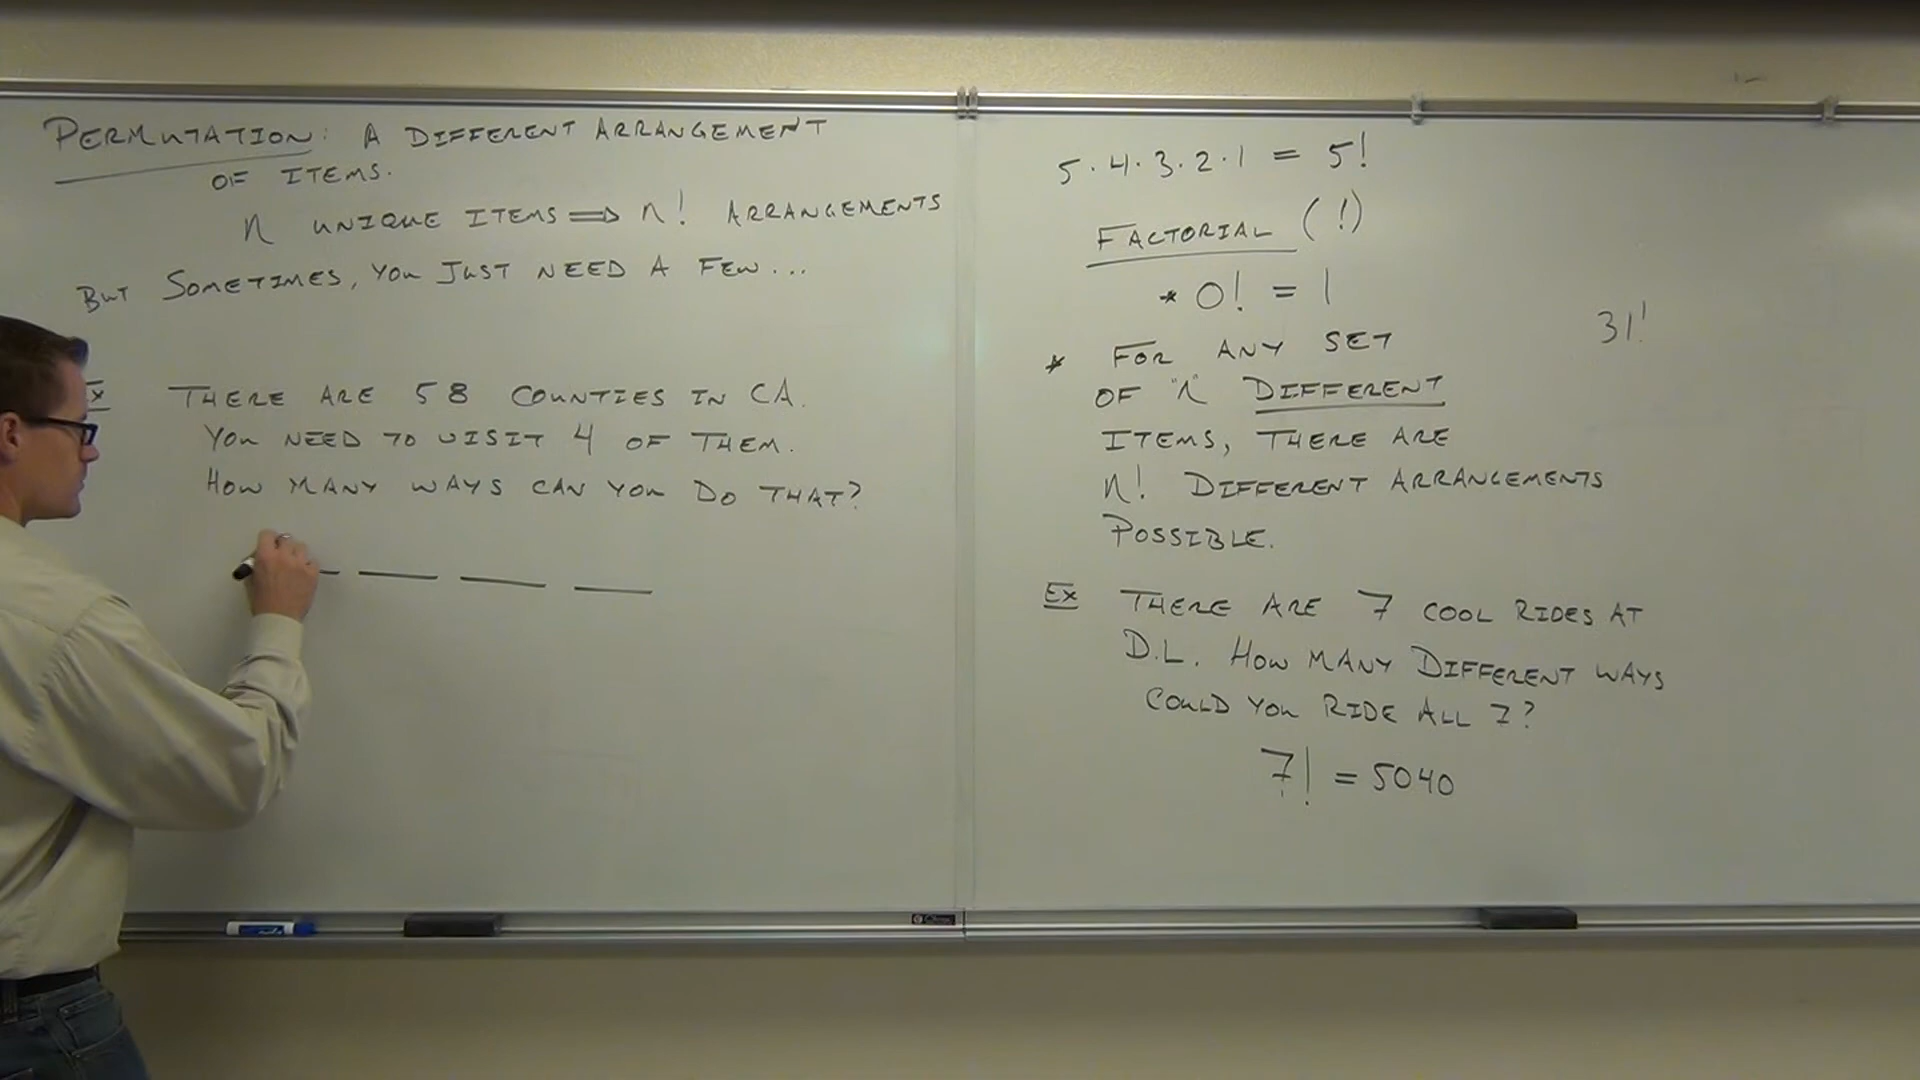 PERMUTATION: A DIFFERENT ARRANGEMENT
OF ITEMS.
n UNIQUE ITEMS ⇒ n! ARRANGEMENTS
BUT SOMETIMES, YOU JUST NEED A FEW...
Ex THERE ARE 58 COUNTIES IN CA.
YOU NEED TO VISIT 4 OF THEM.
HOW MANY WAYS CAN YOU DO THAT?
5·4·3·2·1 = 5!
FACTORIAL (!)
* 0! = 1
* FOR ANY SET
OF "n" DIFFERENT
ITEMS, THERE ARE
n! DIFFERENT ARRANGEMENTS
POSSIBLE.
Ex THERE ARE 7 COOL RIDES AT
D.L. HOW MANY DIFFERENT WAYS
COULD YOU RIDE ALL 7?
7! = 5040
31!